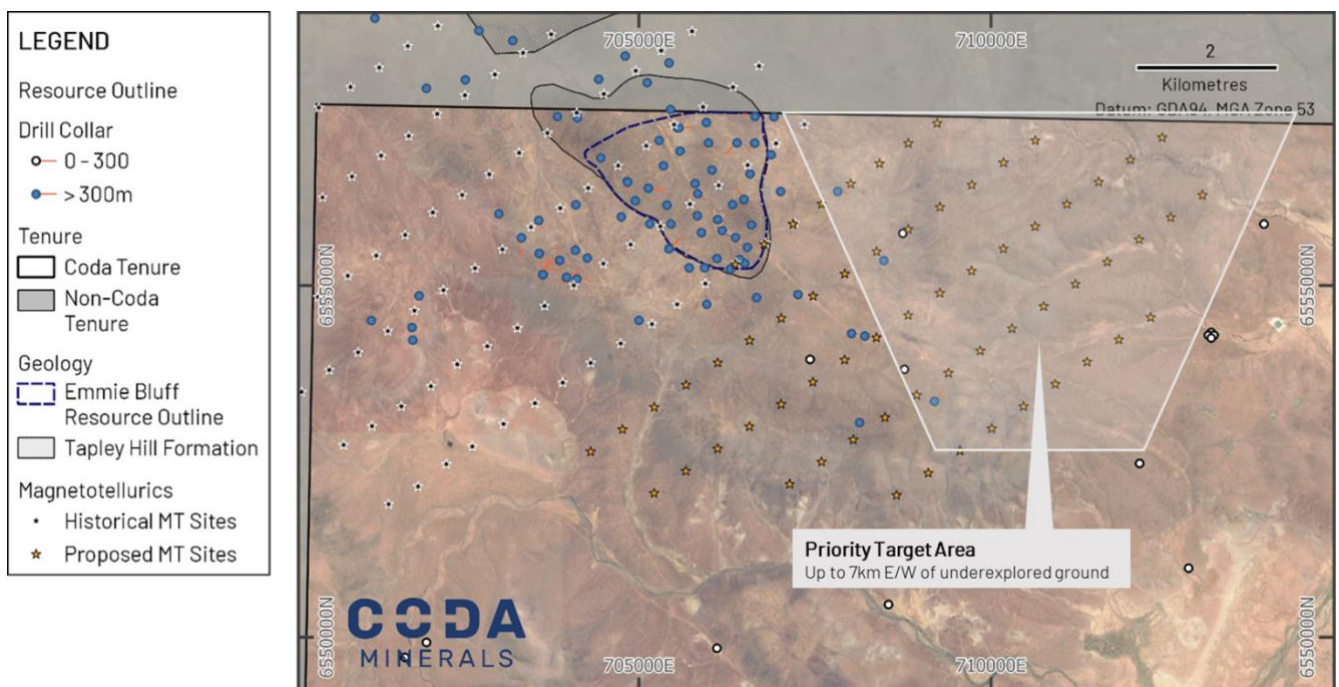 LEGEND
Resource Outline
Drill Collar
0 - 300
> 300m
Tenure
Coda Tenure
Non-Coda
Tenure
Geology
Emmie Bluff
Resource Outline
Tapley Hill Formation
Magnetotellurics
Historical MT Sites
Proposed MT Sites
705000E
710000E
2
Kilometres
Datum: GDA94, MGA Zone 53
6555000N
6555000N
Priority Target Area
Up to 7km E/W of underexplored ground
6550000N
6550000N
CODA
MINERALS
705000E
710000E